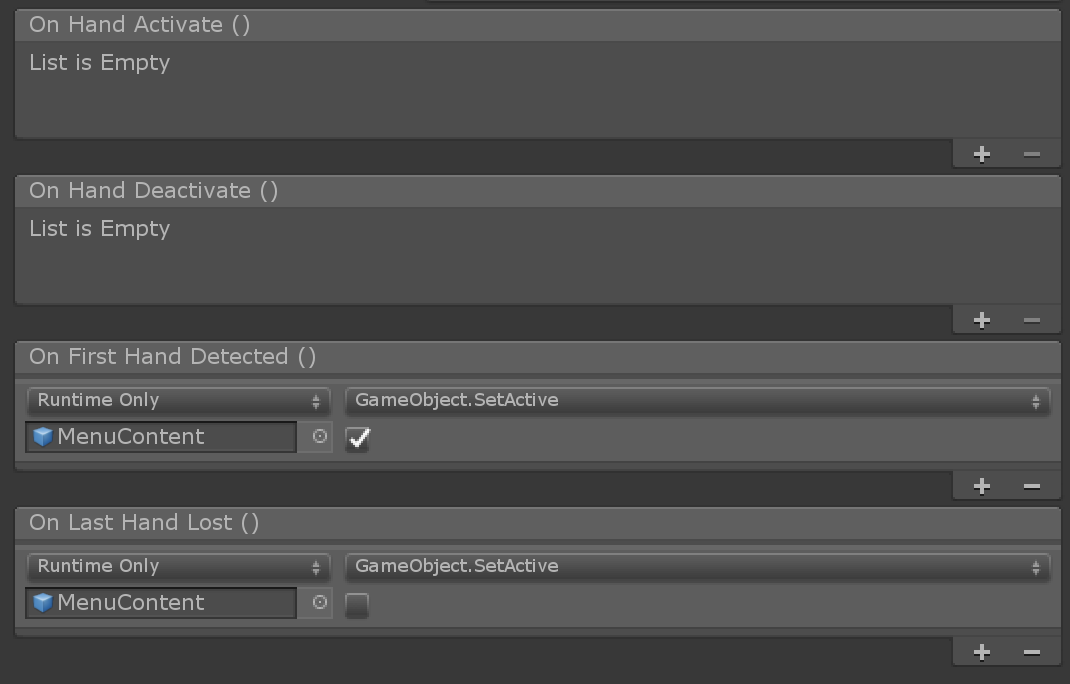 On Hand Activate ()
List is Empty
On Hand Deactivate ()
List is Empty
On First Hand Detected ()
Runtime Only GameObject.SetActive
MenuContent
On Last Hand Lost ()
Runtime Only GameObject.SetActive
MenuContent